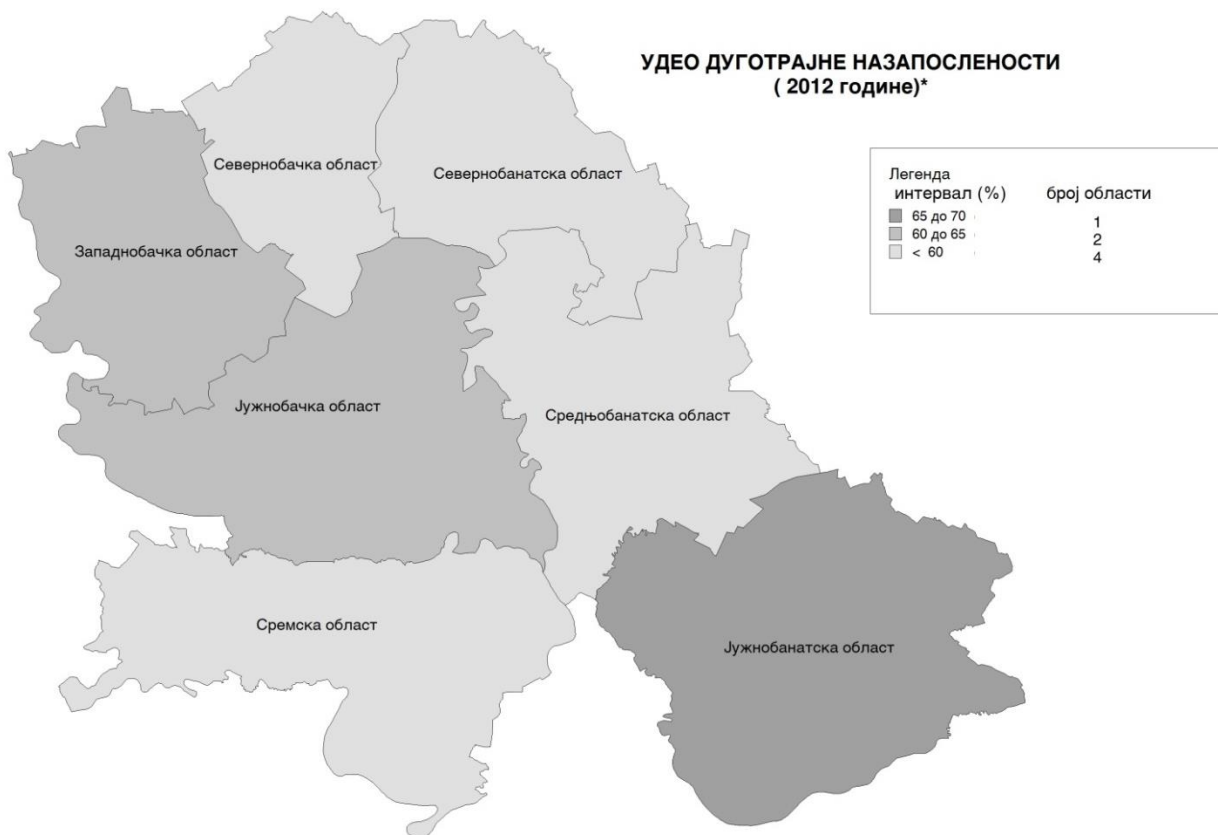 УДЕО ДУГОТРАЈНЕ НАЗАПОСЛЕНОСТИ
( 2012 године)*
Легенда
интервал (%) број области
65 до 70 1
60 до 65 2
< 60 4
Севернобачка област
Севернобанатска област
Западнобачка област
Јужнобачка област
Средњобанатска област
Сремска област
Јужнобанатска област